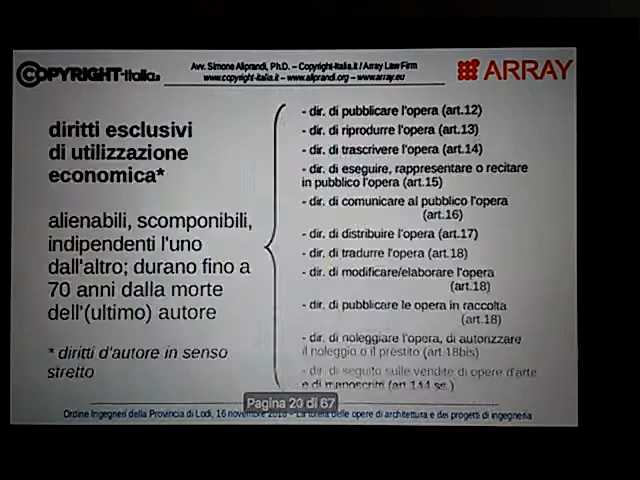 COPYRIGHT-Italia.it
Avv. Simone Aliprandi, Ph.D. – Copyright-Italia.it / Array Law Firm
www.copyright-italia.it – www.aliprandi.org – www.array.eu
ARRAY
diritti esclusivi
di utilizzazione
economica*
alienabili, scomponibili,
indipendenti l'uno
dall'altro; durano fino a
70 anni dalla morte
dell'(ultimo) autore
* diritti d'autore in senso
stretto
- dir. di pubblicare l'opera (art.12)
- dir. di riprodurre l'opera (art.13)
- dir. di trascrivere l'opera (art.14)
- dir. di eseguire, rappresentare o recitare
in pubblico l'opera (art.15)
- dir. di comunicare al pubblico l'opera
(art.16)
- dir. di distribuire l'opera (art.17)
- dir. di tradurre l'opera (art.18)
- dir. di modificare/elaborare l'opera
(art.18)
- dir. di pubblicare le opere in raccolta
(art.18)
- dir. di noleggiare l'opera, di autorizzare
il noleggio o il prestito (art.18bis)
- dir. di seguito sulle vendite di opere d'arte
e di manoscritti (art.144 ss.)
Pagina 20 di 67
Ordine Ingegneri della Provincia di Lodi, 16 novembre – La tutela delle opere di architettura e dei progetti di ingegneria